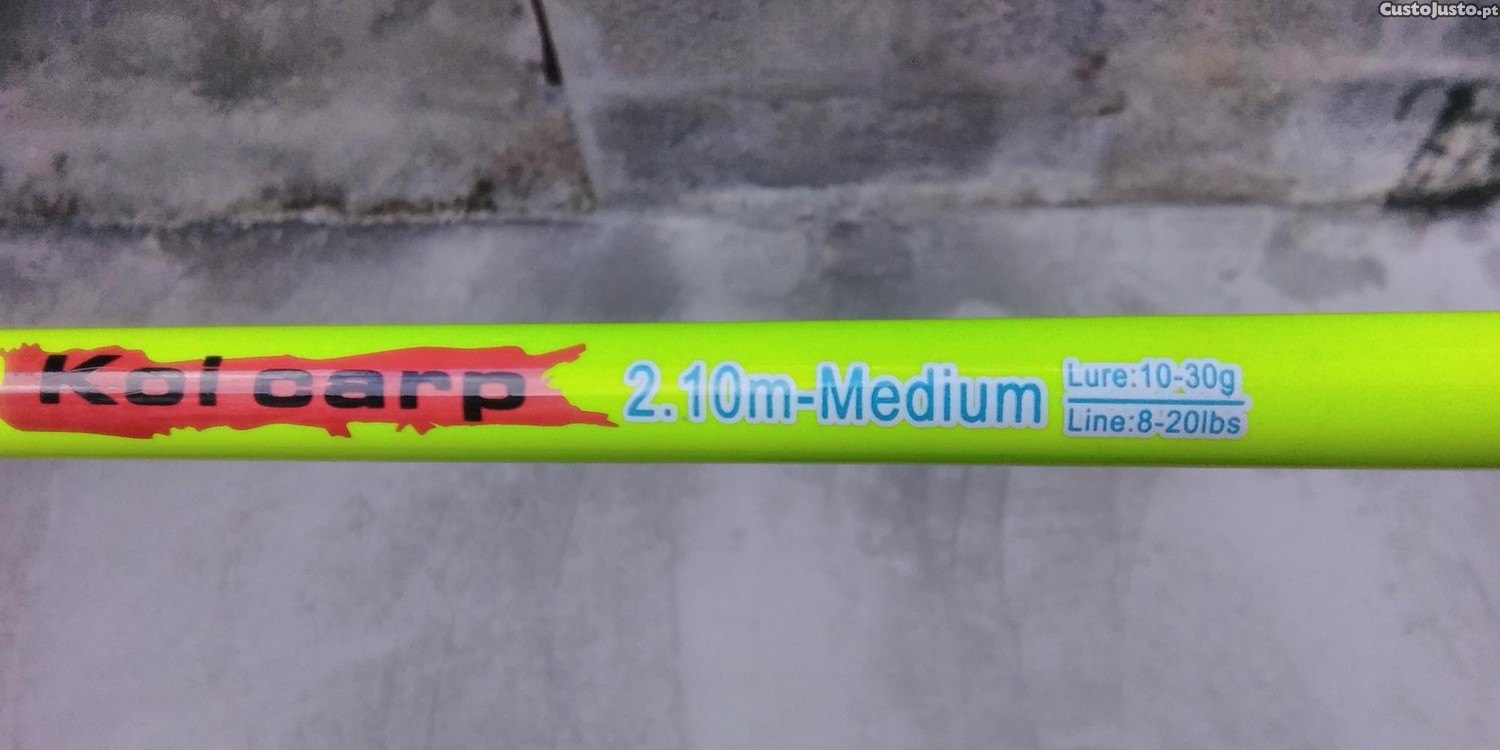 CustoJusto.pt
Koi carp 2.10m-Medium
Lure:10-30g
Line:8-20lbs